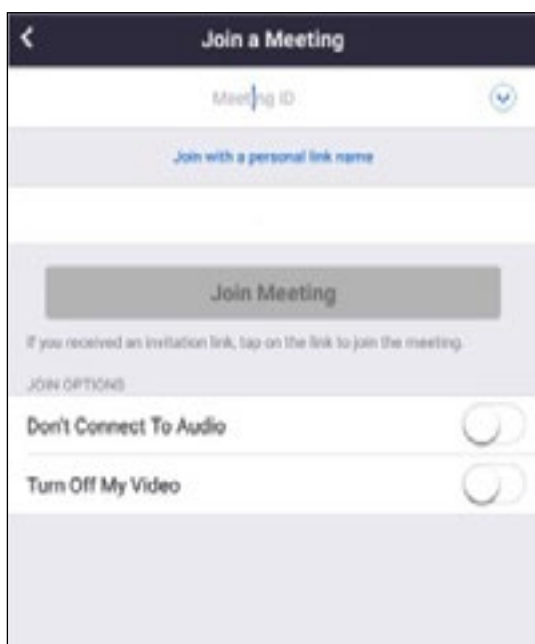 Join a Meeting
Meeting ID
Join with a personal link name
Join Meeting
If you received an invitation link, tap on the link to join the meeting.
JOIN OPTIONS
Don't Connect To Audio
Turn Off My Video